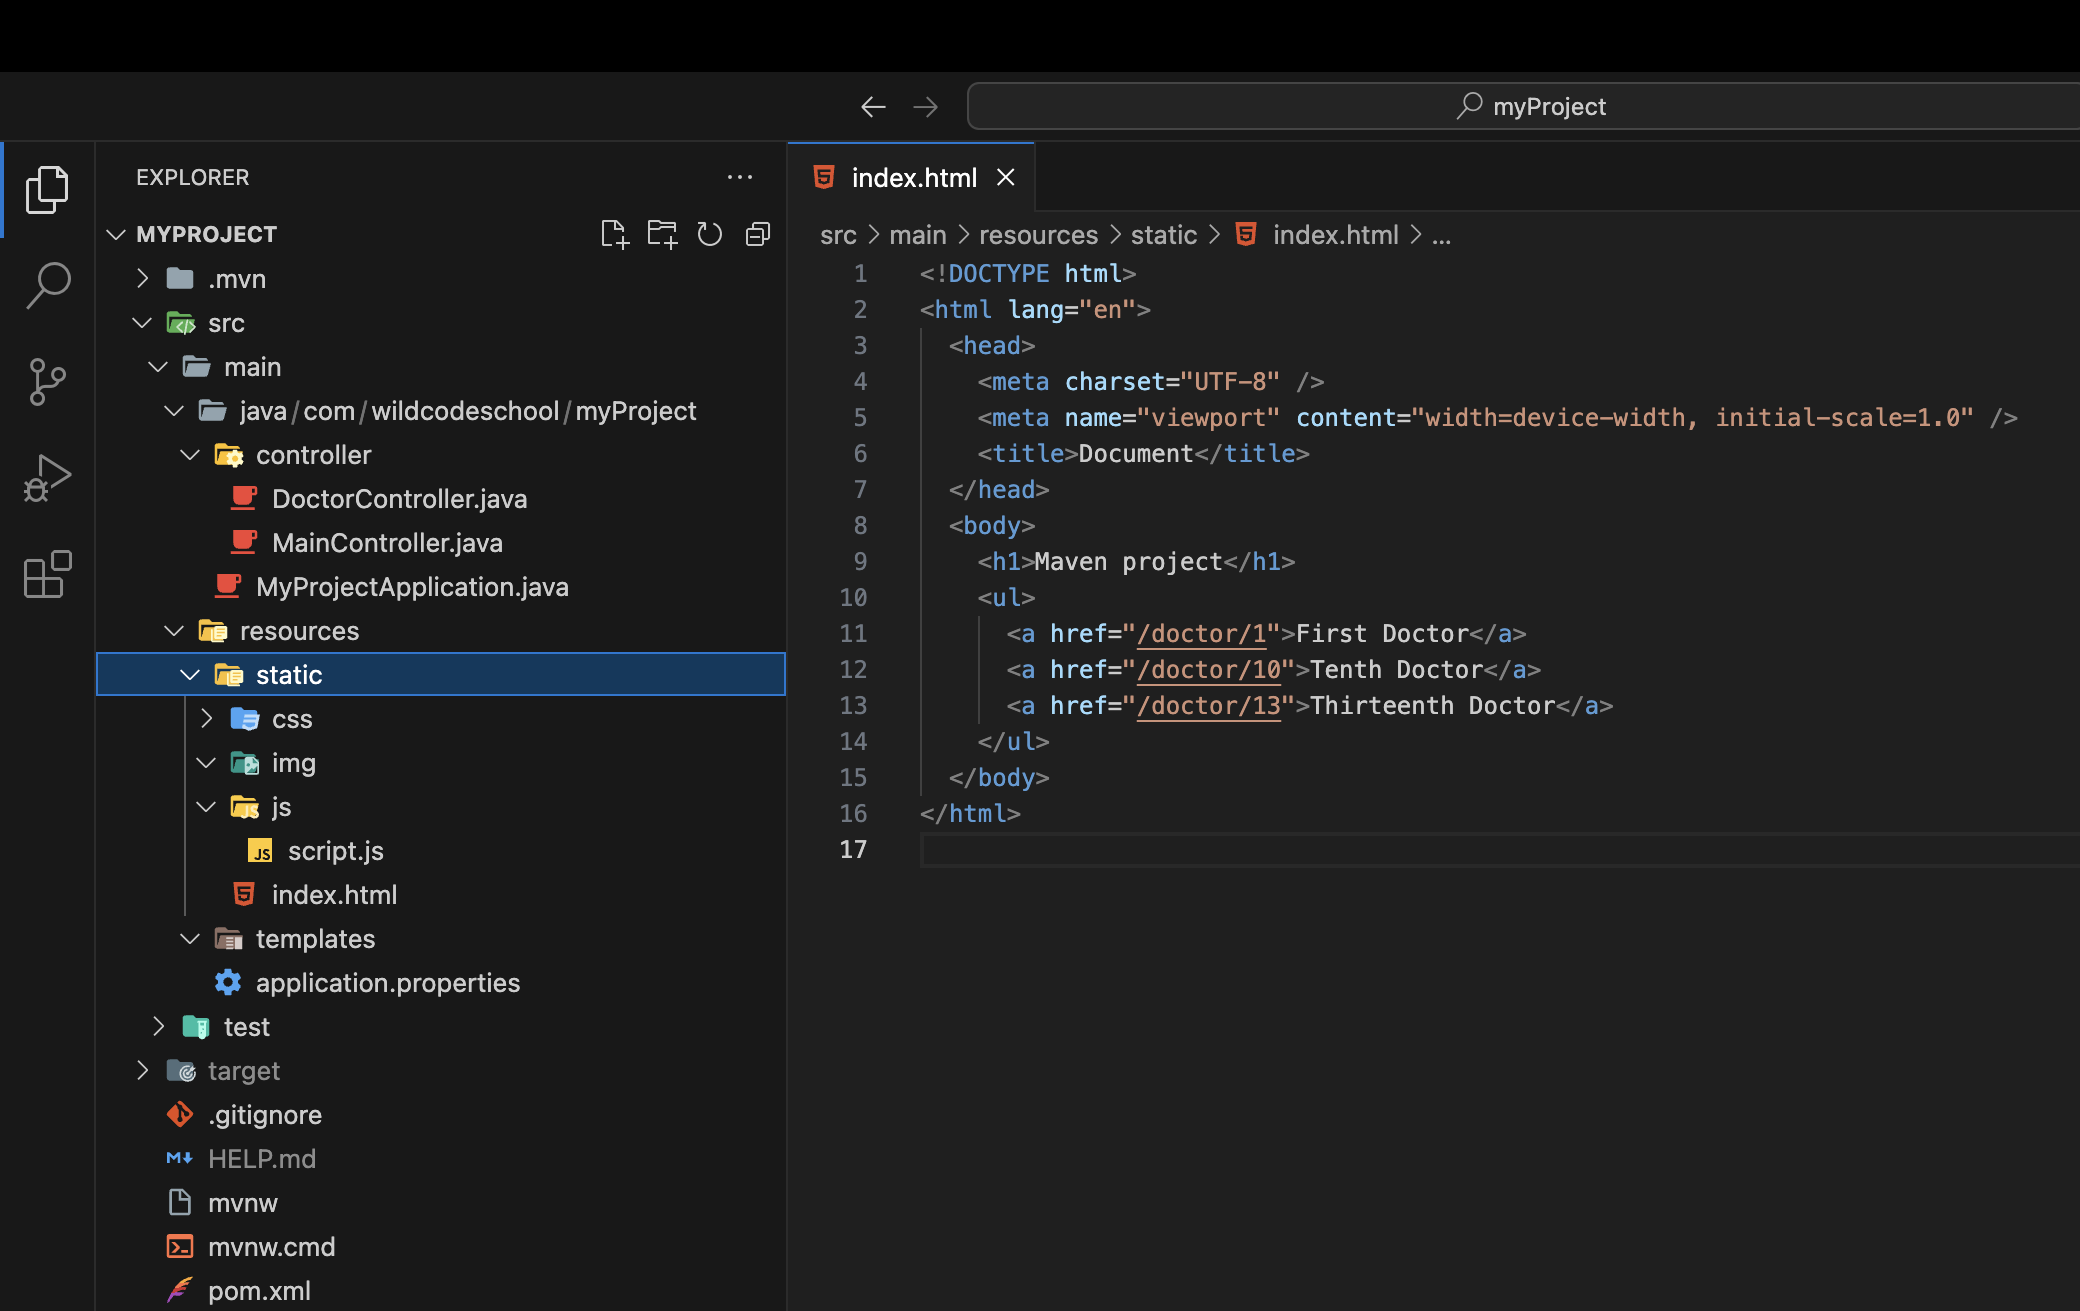 myProject
EXPLORER
MYPROJECT
.mvn
src
main
java/com/wildcodeschool/myProject
controller
DoctorController.java
MainController.java
MyProjectApplication.java
resources
static
css
img
js
JS script.js
index.html
templates
application.properties
test
target
.gitignore
HELP.md
mvnw
mvnw.cmd
pom.xml
index.html
src > main > resources > static > index.html > ...
1 <!DOCTYPE html>
2 <html lang="en">
3 <head>
4 <meta charset="UTF-8" />
5 <meta name="viewport" content="width=device-width, initial-scale=1.0" />
6 <title>Document</title>
7 </head>
8 <body>
9 <h1>Maven project</h1>
10 <ul>
11 <a href="/doctor/1">First Doctor</a>
12 <a href="/doctor/10">Tenth Doctor</a>
13 <a href="/doctor/13">Thirteenth Doctor</a>
14 </ul>
15 </body>
16 </html>
17